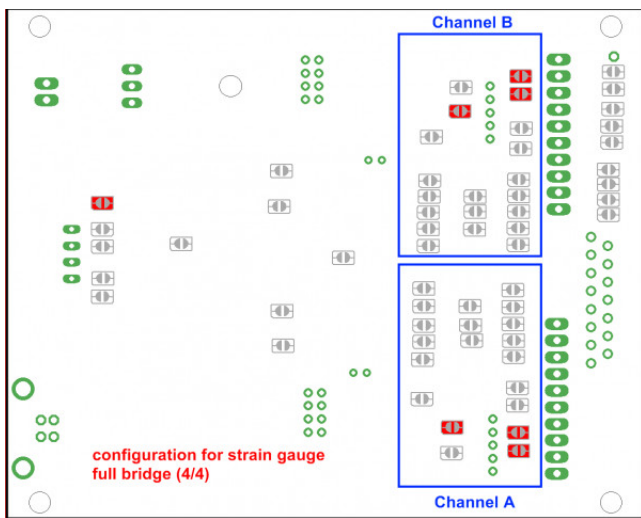 Channel B
configuration for strain gauge
full bridge (4/4)
Channel A